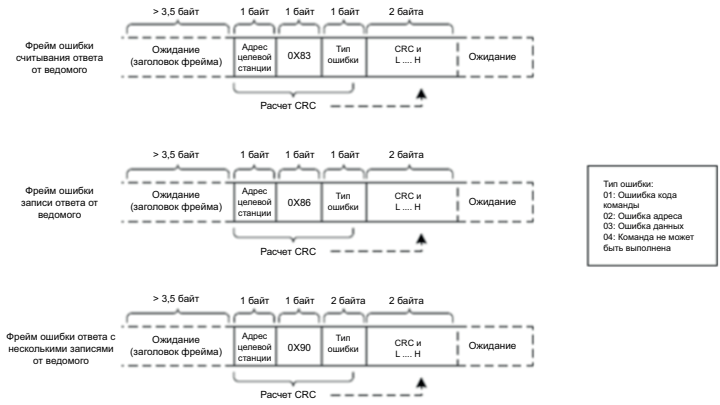 > 3,5 байт
1 байт
1 байт
1 байт
2 байта
Фрейм ошибки
считывания ответа
от ведомого
Ожидание
(заголовок фрейма)
Адрес
целевой
станции
0X83
Тип
ошибки
CRC и
L .... H
Ожидание
Расчет CRC
> 3,5 байт
1 байт
1 байт
1 байт
2 байта
Фрейм ошибки
записи ответа от
ведомого
Ожидание
(заголовок фрейма)
Адрес
целевой
станции
0X86
Тип
ошибки
CRC и
L .... H
Ожидание
Расчет CRC
Тип ошибки:
01: Ошиибка кода
команды
02: Ошибка адреса
03: Ошибка данных
04: Команда не может
быть выполнена
> 3,5 байт
1 байт
1 байт
2 байта
2 байта
Фрейм ошибки ответа с
несколькими записями
от ведомого
Ожидание
(заголовок фрейма)
Адрес
целевой
станции
0X90
Тип
ошибки
CRC и
L .... H
Ожидание
Расчет CRC